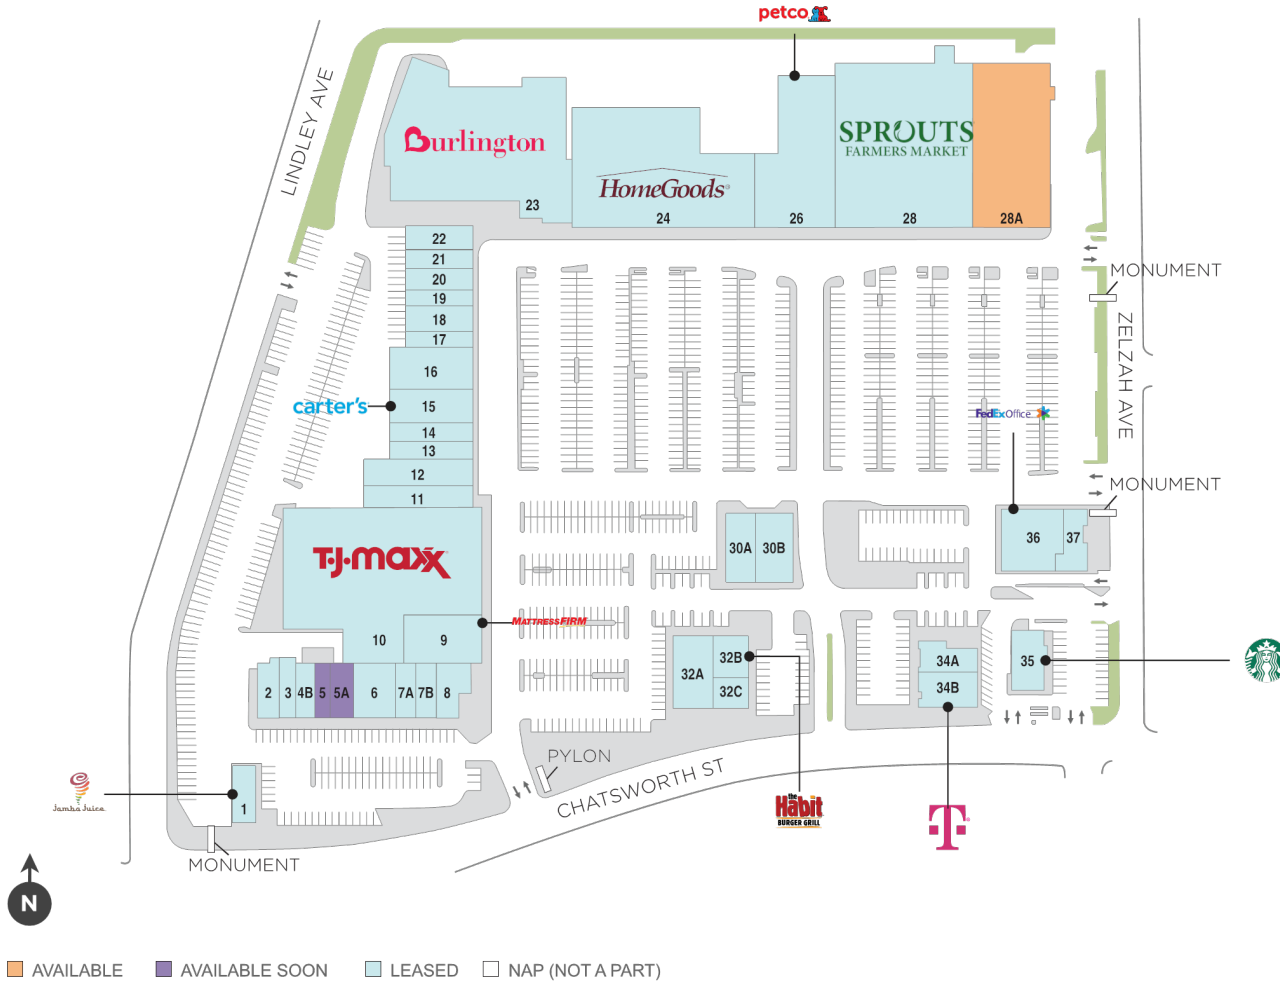 petco
LINDLEY AVE
Burlington
HomeGoods
SPROUTS
FARMERS MARKET
23
24
26
28
28A
22
21
20
19
18
17
16
carter's
15
14
13
12
11
MONUMENT
ZELZAH AVE
FedEx Office
MONUMENT
T·J·maxx
30A
30B
36
37
MATTRESS FIRM
10
9
2
3
4B
5
5A
6
7A
7B
8
32A
32B
32C
34A
34B
35
PYLON
CHATSWORTH ST
Jamba Juice
1
MONUMENT
the
Habit
BURGER GRILL
T
N
AVAILABLE
AVAILABLE SOON
LEASED
NAP (NOT A PART)